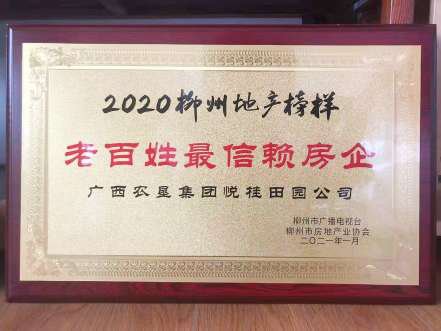 2020柳州地产榜样
老百姓最信赖房企
广西农垦集团悦桂田园公司
柳州市广播电视台
柳州市房地产业协会
二〇二一年一月